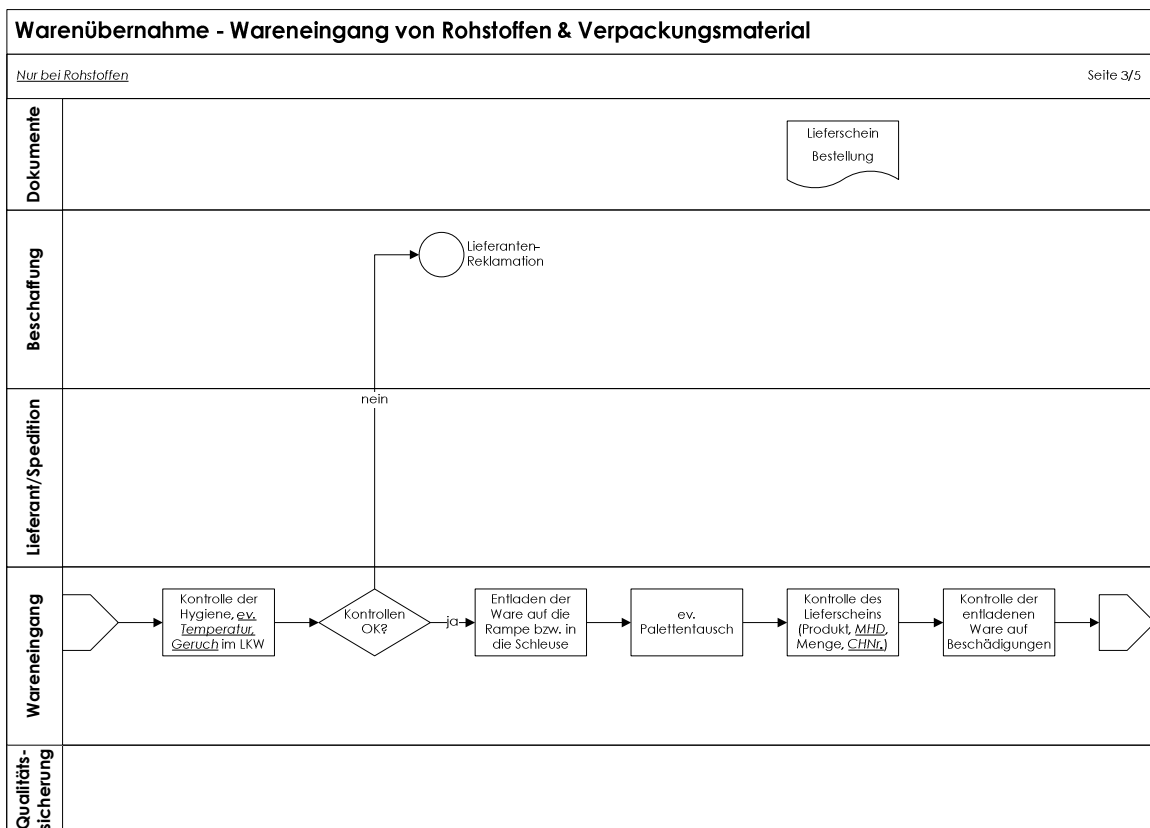 Warenübernahme - Wareneingang von Rohstoffen & Verpackungsmaterial
Nur bei Rohstoffen
Seite 3/5
Dokumente
Lieferschein
Bestellung
Beschaffung
Lieferanten-
Reklamation
Lieferant/Spedition
nein
Wareneingang
Kontrolle der
Hygiene, ev.
Temperatur,
Geruch im LKW
Kontrollen
OK?
ja
Entladen der
Ware auf die
Rampe bzw. in
die Schleuse
ev.
Palettentausch
Kontrolle des
Lieferscheins
(Produkt, MHD,
Menge, CHNr.)
Kontrolle der
entladenen
Ware auf
Beschädigungen
Qualitäts-
sicherung